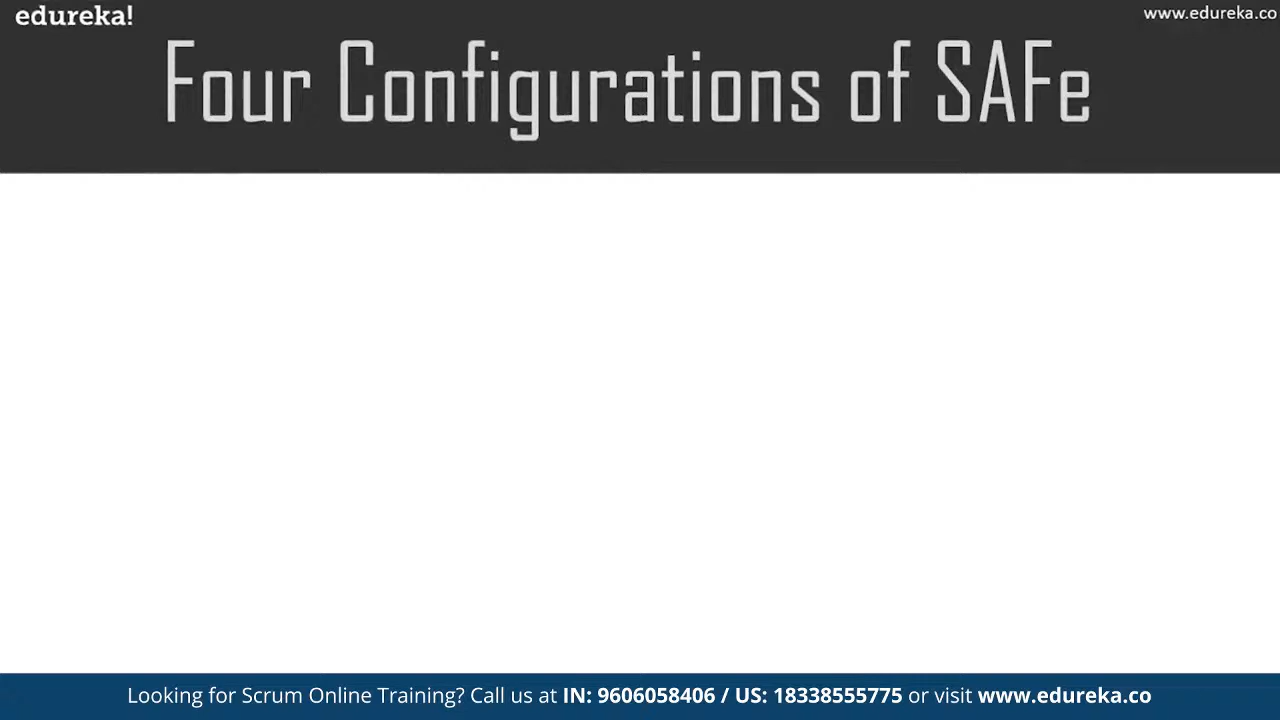 edureka!
www.edureka.co
Four Configurations of SAFe
Looking for Scrum Online Training? Call us at IN: 9606058406 / US: 18338555775 or visit www.edureka.co